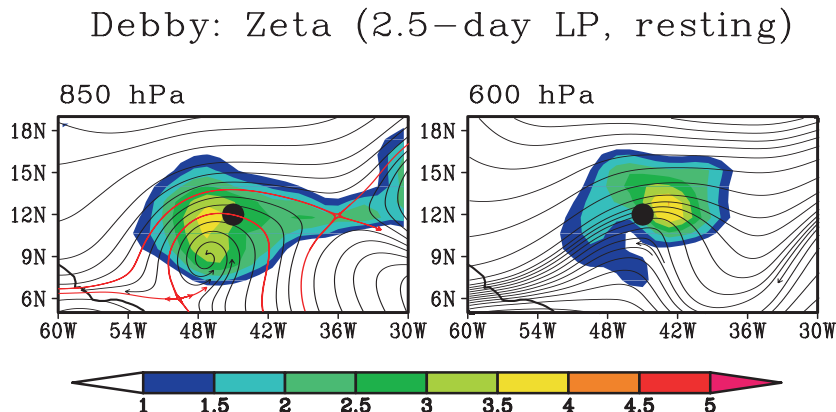 Debby: Zeta (2.5-day LP, resting)
850 hPa
600 hPa
18N
15N
12N
9N
6N
60W 54W 48W 42W 36W 30W
18N
15N
12N
9N
6N
60W 54W 48W 42W 36W 30W
1 1.5 2 2.5 3 3.5 4 4.5 5